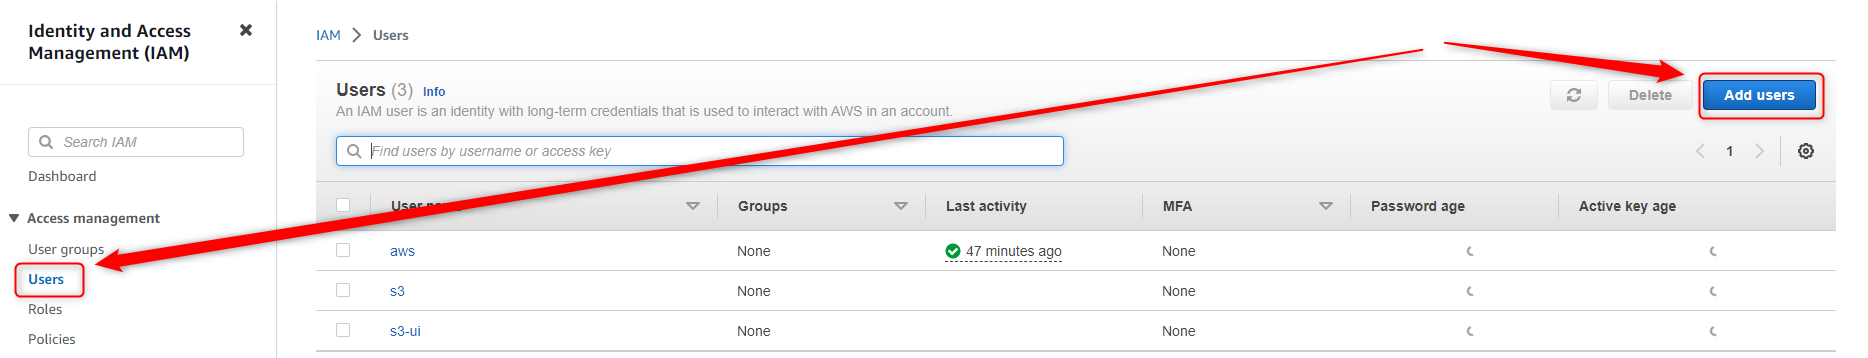 Identity and Access
Management (IAM)
Search IAM
Dashboard
Access management
User groups
Users
Roles
Policies
IAM > Users
Users (3) Info
An IAM user is an identity with long-term credentials that is used to interact with AWS in an account.
Delete
Add users
Find users by username or access key
1
User Groups Last activity MFA Password age Active key age
aws None 47 minutes ago None
s3 None None
s3-ui None None